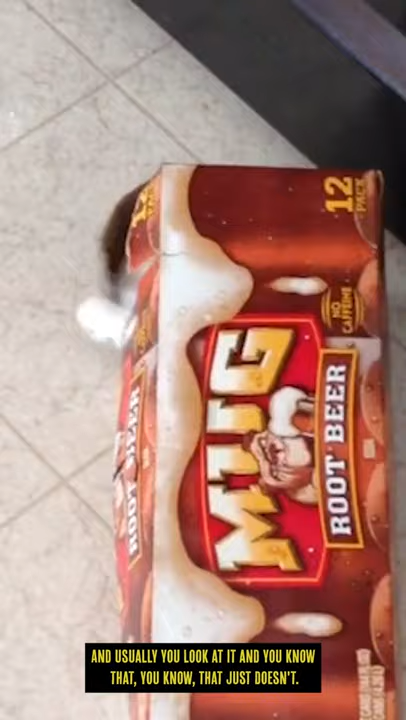 12
PACK
NO
CAFFEINE
MUG
ROOT BEER
ROOT BEER
AND USUALLY YOU LOOK AT IT AND YOU KNOW
THAT, YOU KNOW, THAT JUST DOESN'T.